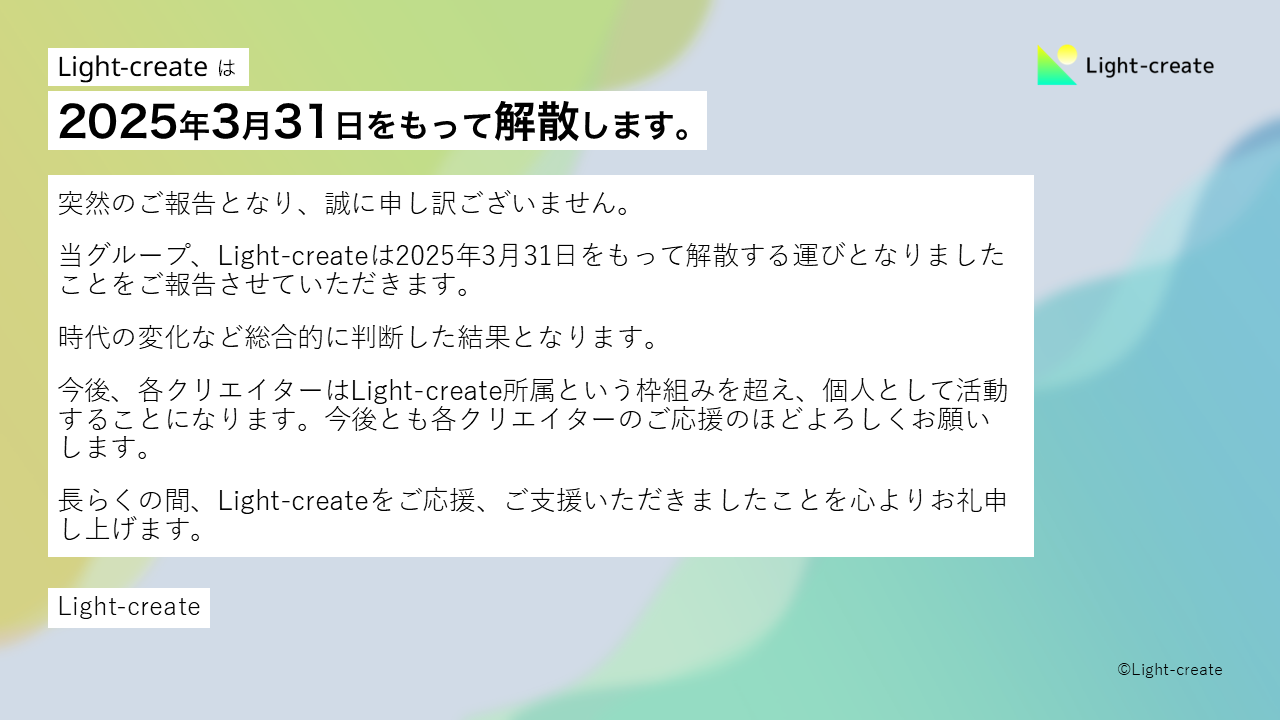 Light-create は
Light-create
2025年3月31日をもって解散します。
突然のご報告となり、誠に申し訳ございません。
当グループ、Light-createは2025年3月31日をもって解散する運びとなりました
ことをご報告させていただきます。
時代の変化など総合的に判断した結果となります。
今後、各クリエイターはLight-create所属という枠組みを超え、個人として活動
することになります。今後とも各クリエイターのご応援のほどよろしくお願い
します。
長らくの間、Light-createをご応援、ご支援いただきましたことを心よりお礼申
し上げます。
Light-create
©Light-create